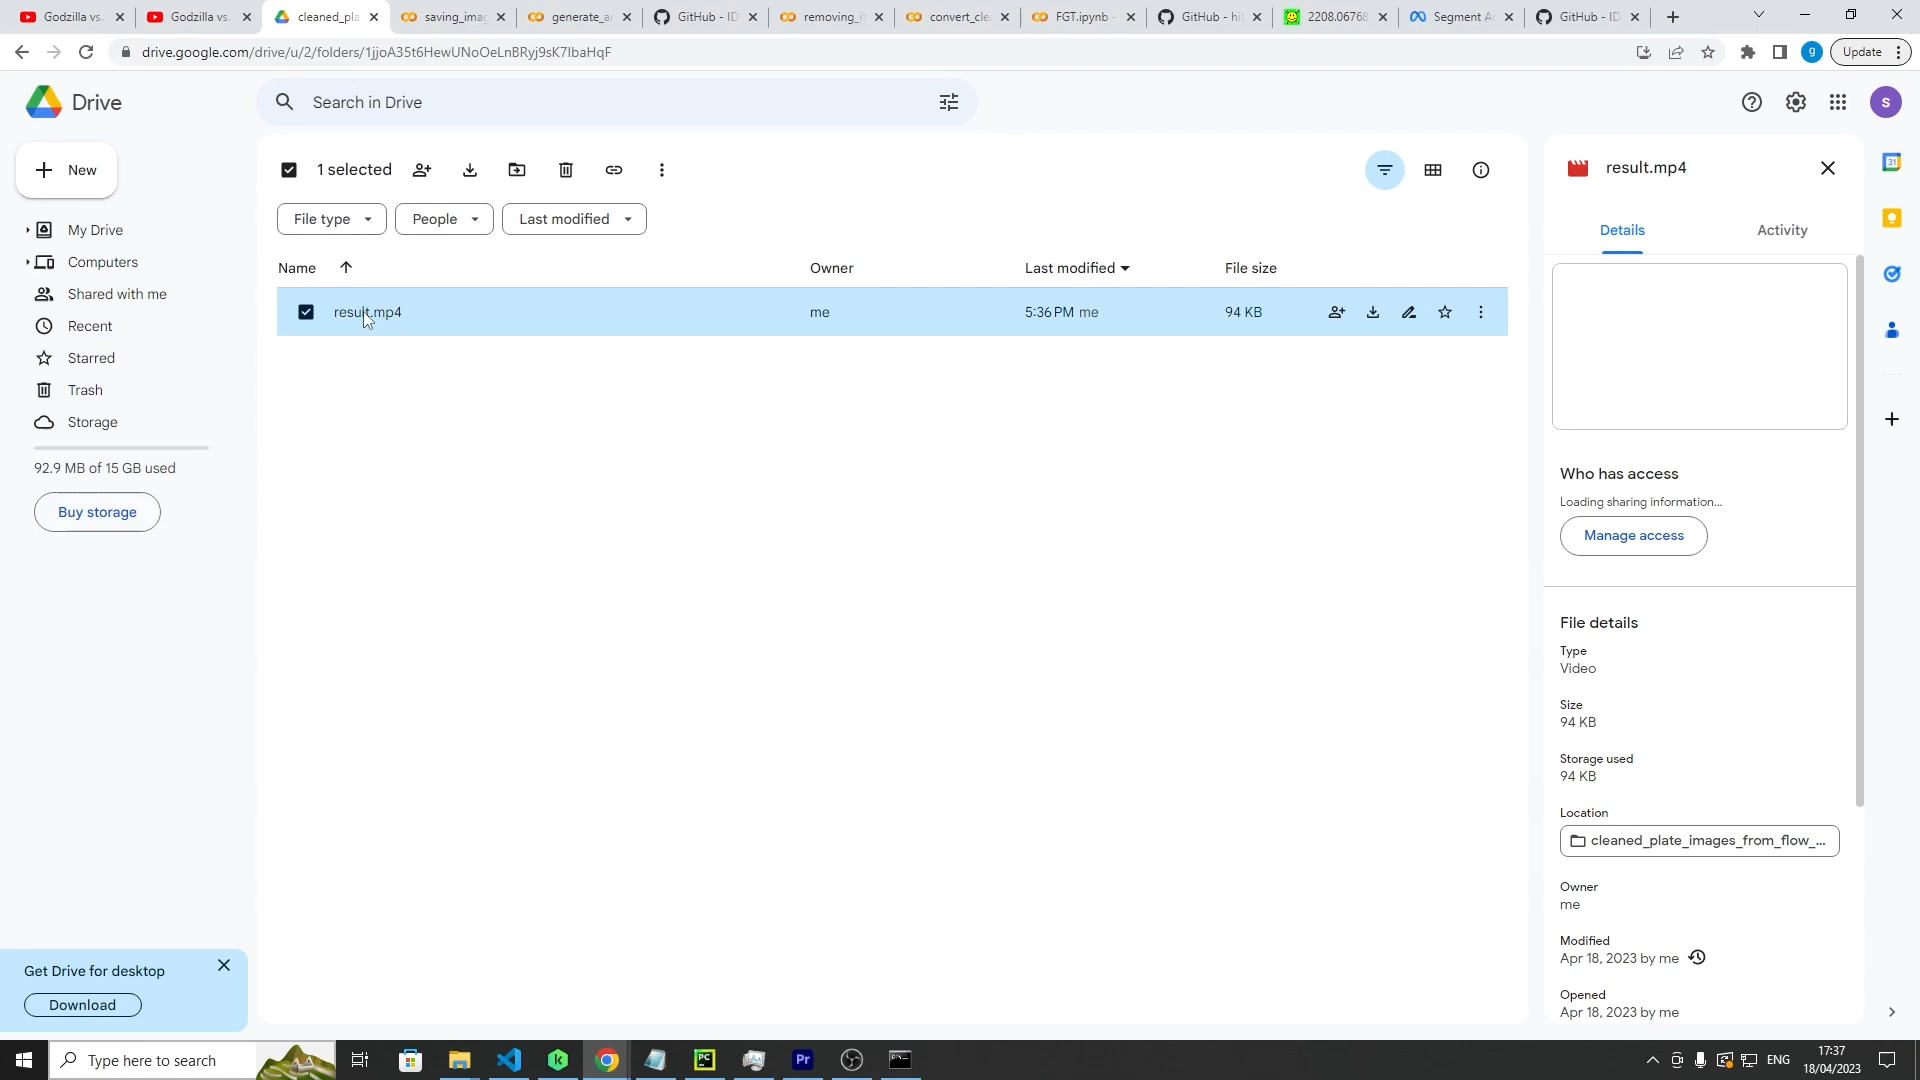 Godzilla vs.
Godzilla vs.
cleaned_pla
saving_imag
generate_a
GitHub - ID
removing_i
convert_cle
FGT.ipynb -
GitHub - hi
2208.06768
Segment A
GitHub - ID
drive.google.com/drive/u/2/folders/1jjoA35t6HewUNoOeLnBRyj9sK7IbaHqF
g
Update
Drive
Search in Drive
S
New
1 selected
result.mp4
31
File type
People
Last modified
Details
Activity
My Drive
Computers
Shared with me
Recent
Starred
Trash
Storage
92.9 MB of 15 GB used
Buy storage
Name
Owner
Last modified
File size
result.mp4
me
5:36 PM me
94 KB
Who has access
Loading sharing information...
Manage access
File details
Type
Video
Size
94 KB
Storage used
94 KB
Location
cleaned_plate_images_from_flow_...
Owner
me
Modified
Apr 18, 2023 by me
Opened
Apr 18, 2023 by me
Get Drive for desktop
Download
Type here to search
PC
Pr
ENG
17:37
18/04/2023